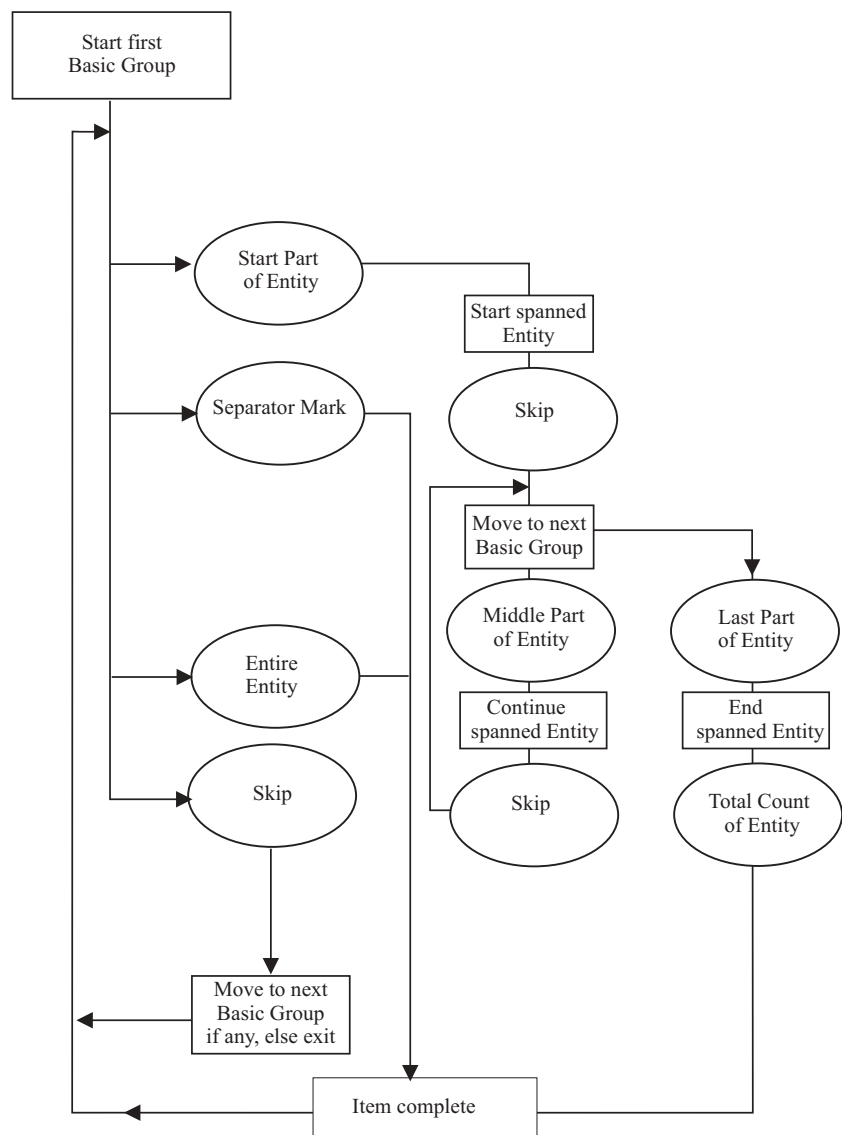 Start first
Basic Group
Start Part
of Entity
Start spanned
Entity
Separator Mark
Skip
Move to next
Basic Group
Middle Part
of Entity
Last Part
of Entity
Entire
Entity
Continue
spanned Entity
End
spanned Entity
Skip
Skip
Total Count
of Entity
Move to next
Basic Group
if any, else exit
Item complete